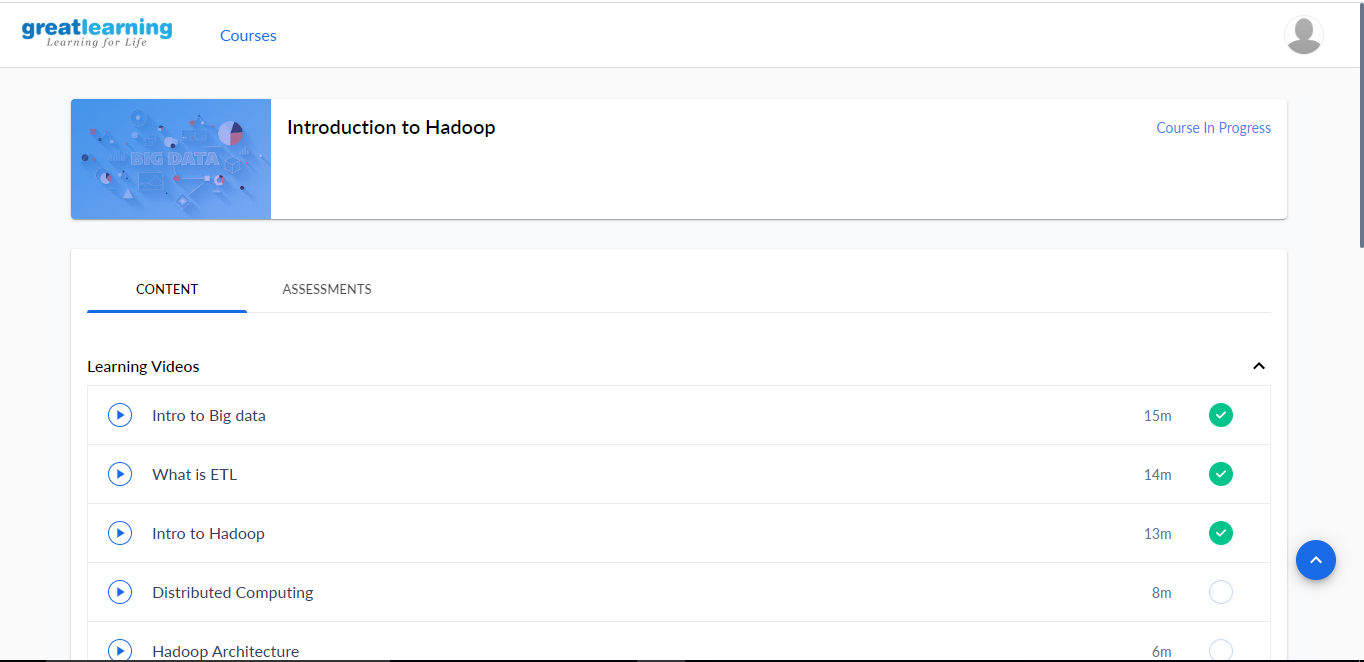 greatlearning
Learning for Life
Courses
BIG DATA
Introduction to Hadoop
Course In Progress
CONTENT ASSESSMENTS
Learning Videos
Intro to Big data 15m
What is ETL 14m
Intro to Hadoop 13m
Distributed Computing 8m
Hadoop Architecture 6m